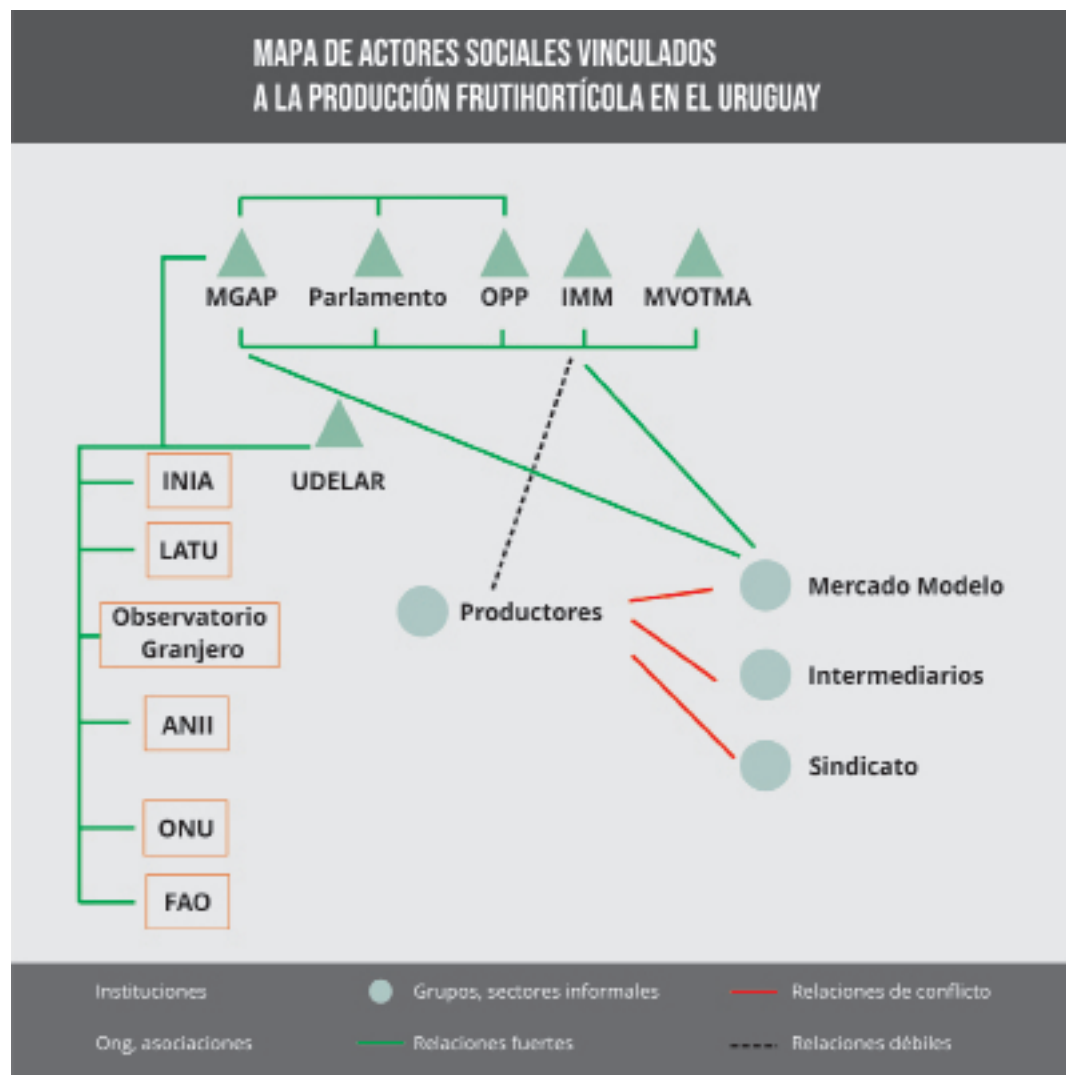 MAPA DE ACTORES SOCIALES VINCULADOS
A LA PRODUCCIÓN FRUTIHORTÍCOLA EN EL URUGUAY
MGAP
Parlamento
OPP
IMM
MVOTMA
UDELAR
INIA
LATU
Observatorio
Granjero
ANII
ONU
FAO
Productores
Mercado Modelo
Intermediarios
Sindicato
Instituciones
Grupos, sectores informales
Relaciones de conflicto
Ong, asociaciones
Relaciones fuertes
Relaciones débiles